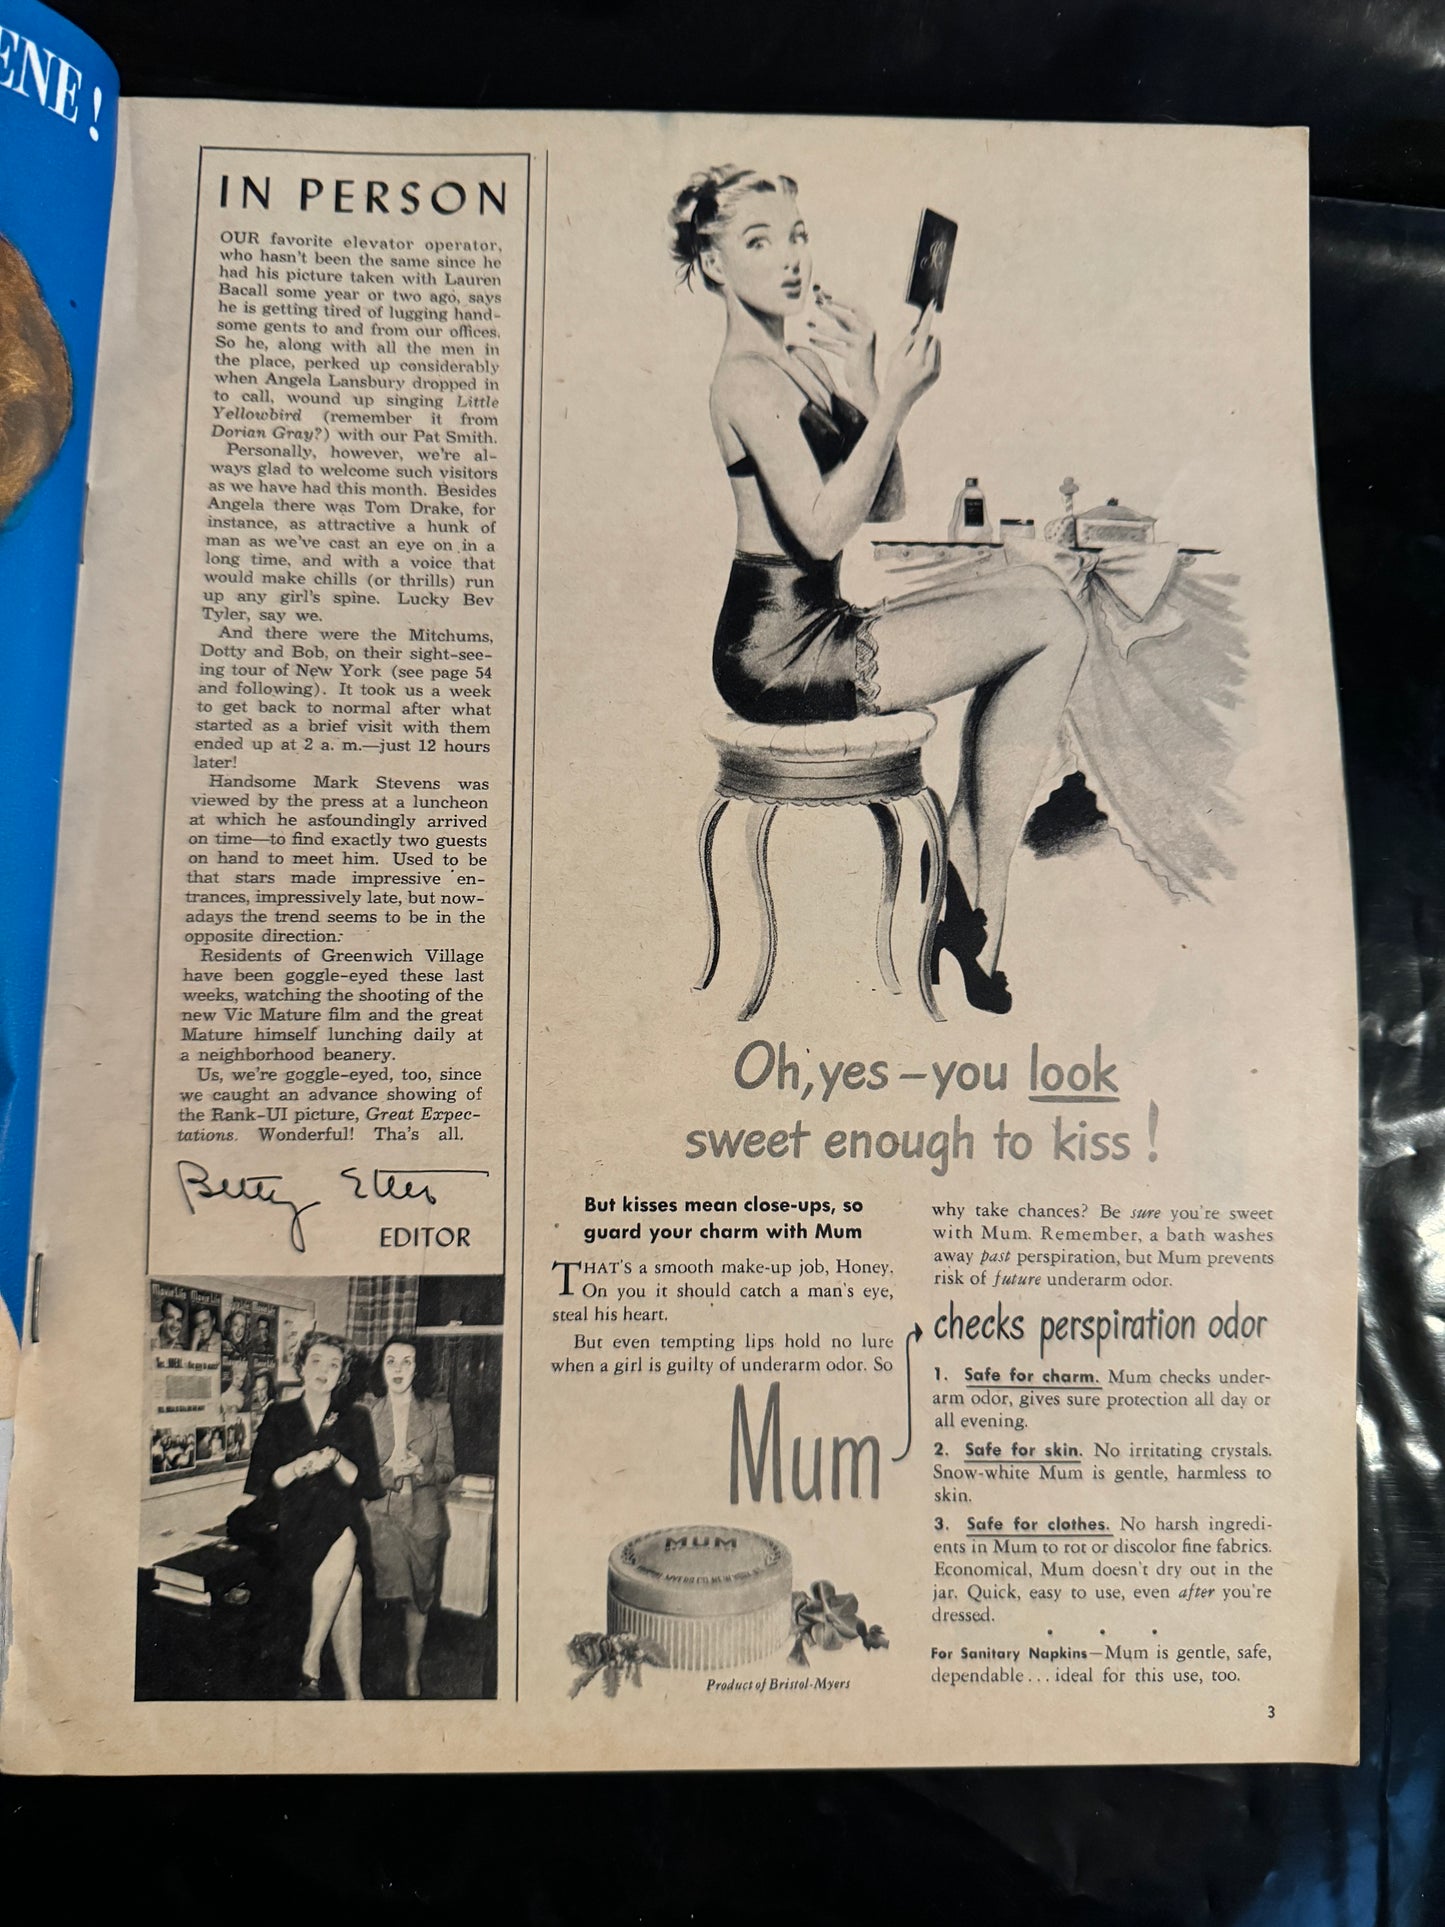 ENE!
IN PERSON
OUR favorite elevator operator,
who hasn't been the same since he
had his picture taken with Lauren
Bacall some year or two ago, says
he is getting tired of lugging hand-
some gents to and from our offices.
So he, along with all the men in
the place, perked up considerably
when Angela Lansbury dropped in
to call, wound up singing Little
Yellowbird (remember it from
Dorian Gray?) with our Pat Smith.
Personally, however, we're al-
ways glad to welcome such visitors
as we have had this month. Besides
Angela there was Tom Drake, for
instance, as attractive a hunk of
man as we've cast an eye on in a
long time, and with a voice that
would make chills (or thrills) run
up any girl's spine. Lucky Bev
Tyler, say we.
And there were the Mitchums,
Dotty and Bob, on their sight-see-
ing tour of New York (see page 54
and following). It took us a week
to get back to normal after what
started as a brief visit with them
ended up at 2 a. m.—just 12 hours
later!
Handsome Mark Stevens was
viewed by the press at a luncheon
at which he astoundingly arrived
on time—to find exactly two guests
on hand to meet him. Used to be
that stars made impressive en-
trances, impressively late, but now-
adays the trend seems to be in the
opposite direction.
Residents of Greenwich Village
have been goggle-eyed these last
weeks, watching the shooting of the
new Vic Mature film and the great
Mature himself lunching daily at
a neighborhood beanery.
Us, we're goggle-eyed, too, since
we caught an advance showing of
the Rank-UI picture, Great Expec-
tations. Wonderful! Tha's all.
Betty
EDITOR
Movie Life Movie Life
Oh, yes—you look
sweet enough to kiss!
But kisses mean close-ups, so
guard your charm with Mum
THAT'S a smooth make-up job, Honey.
On you it should catch a man's eye,
steal his heart.
But even tempting lips hold no lure
when a girl is guilty of underarm odor. So
Mum
MUM
Product of Bristol-Myers
why take chances? Be sure you're sweet
with Mum. Remember, a bath washes
away past perspiration, but Mum prevents
risk of future underarm odor.
checks perspiration odor
1. Safe for charm. Mum checks under-
arm odor, gives sure protection all day or
all evening.
2. Safe for skin. No irritating crystals.
Snow-white Mum is gentle, harmless to
skin.
3. Safe for clothes. No harsh ingredi-
ents in Mum to rot or discolor fine fabrics.
Economical, Mum doesn't dry out in the
jar. Quick, easy to use, even after you're
dressed.
• • •
For Sanitary Napkins—Mum is gentle, safe,
dependable...ideal for this use, too.
3